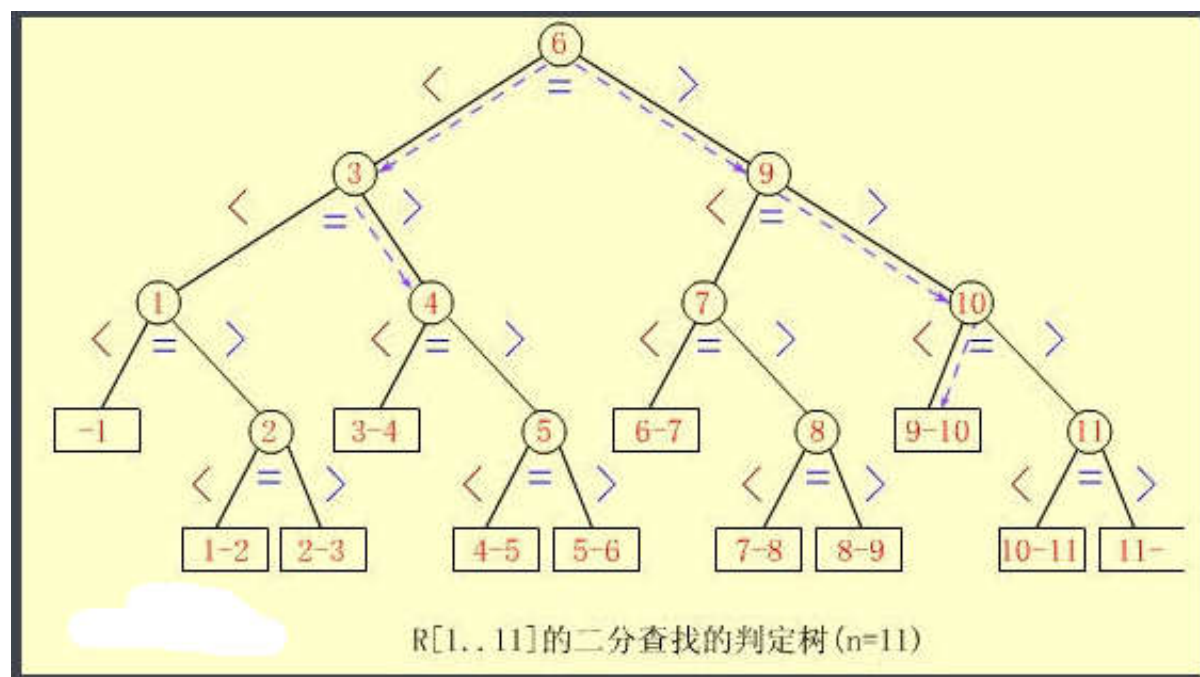 6
< = >
3 9
< = > < = >
1 4 7 10
< = > < = > < = > < = >
-1 2 3-4 5 6-7 8 9-10 11
< = > < = > < = > < = >
1-2 2-3 4-5 5-6 7-8 8-9 10-11 11-
R[1..11]的二分查找的判定树(n=11)